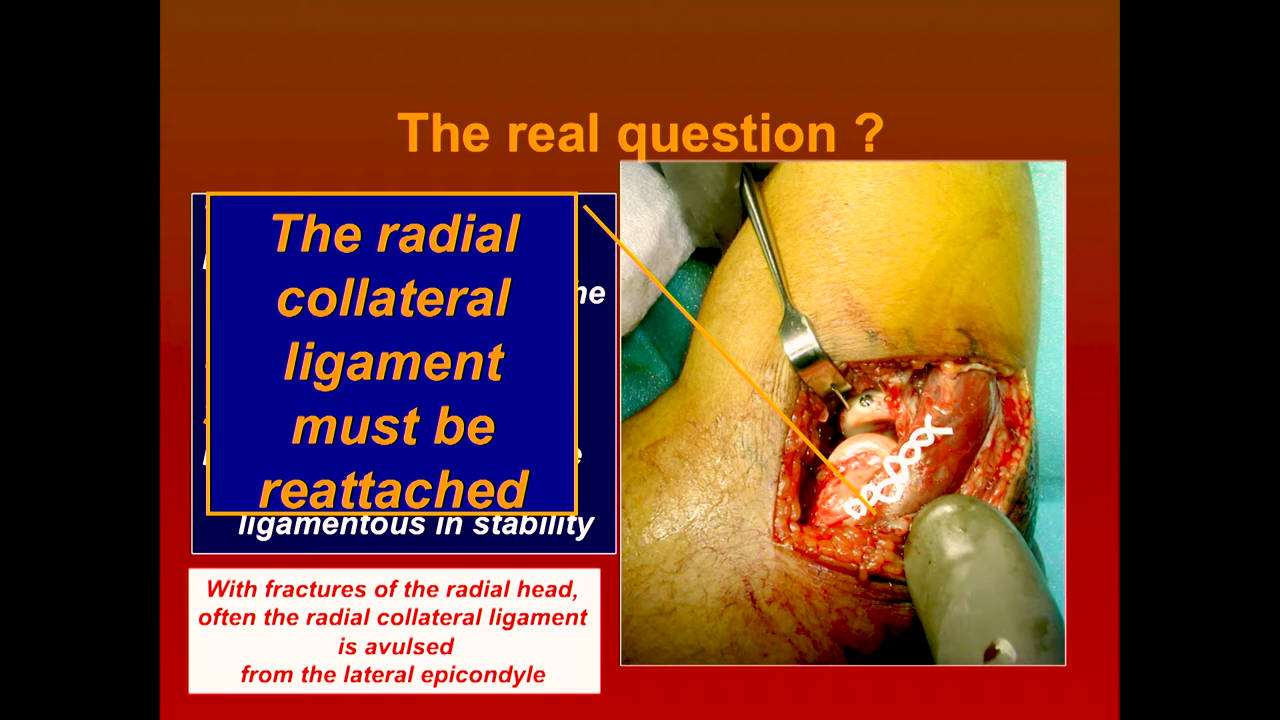 The real question ?
The radial
collateral
ligament
must be
reattached
ligamentous in stability
With fractures of the radial head,
often the radial collateral ligament
is avulsed
from the lateral epicondyle